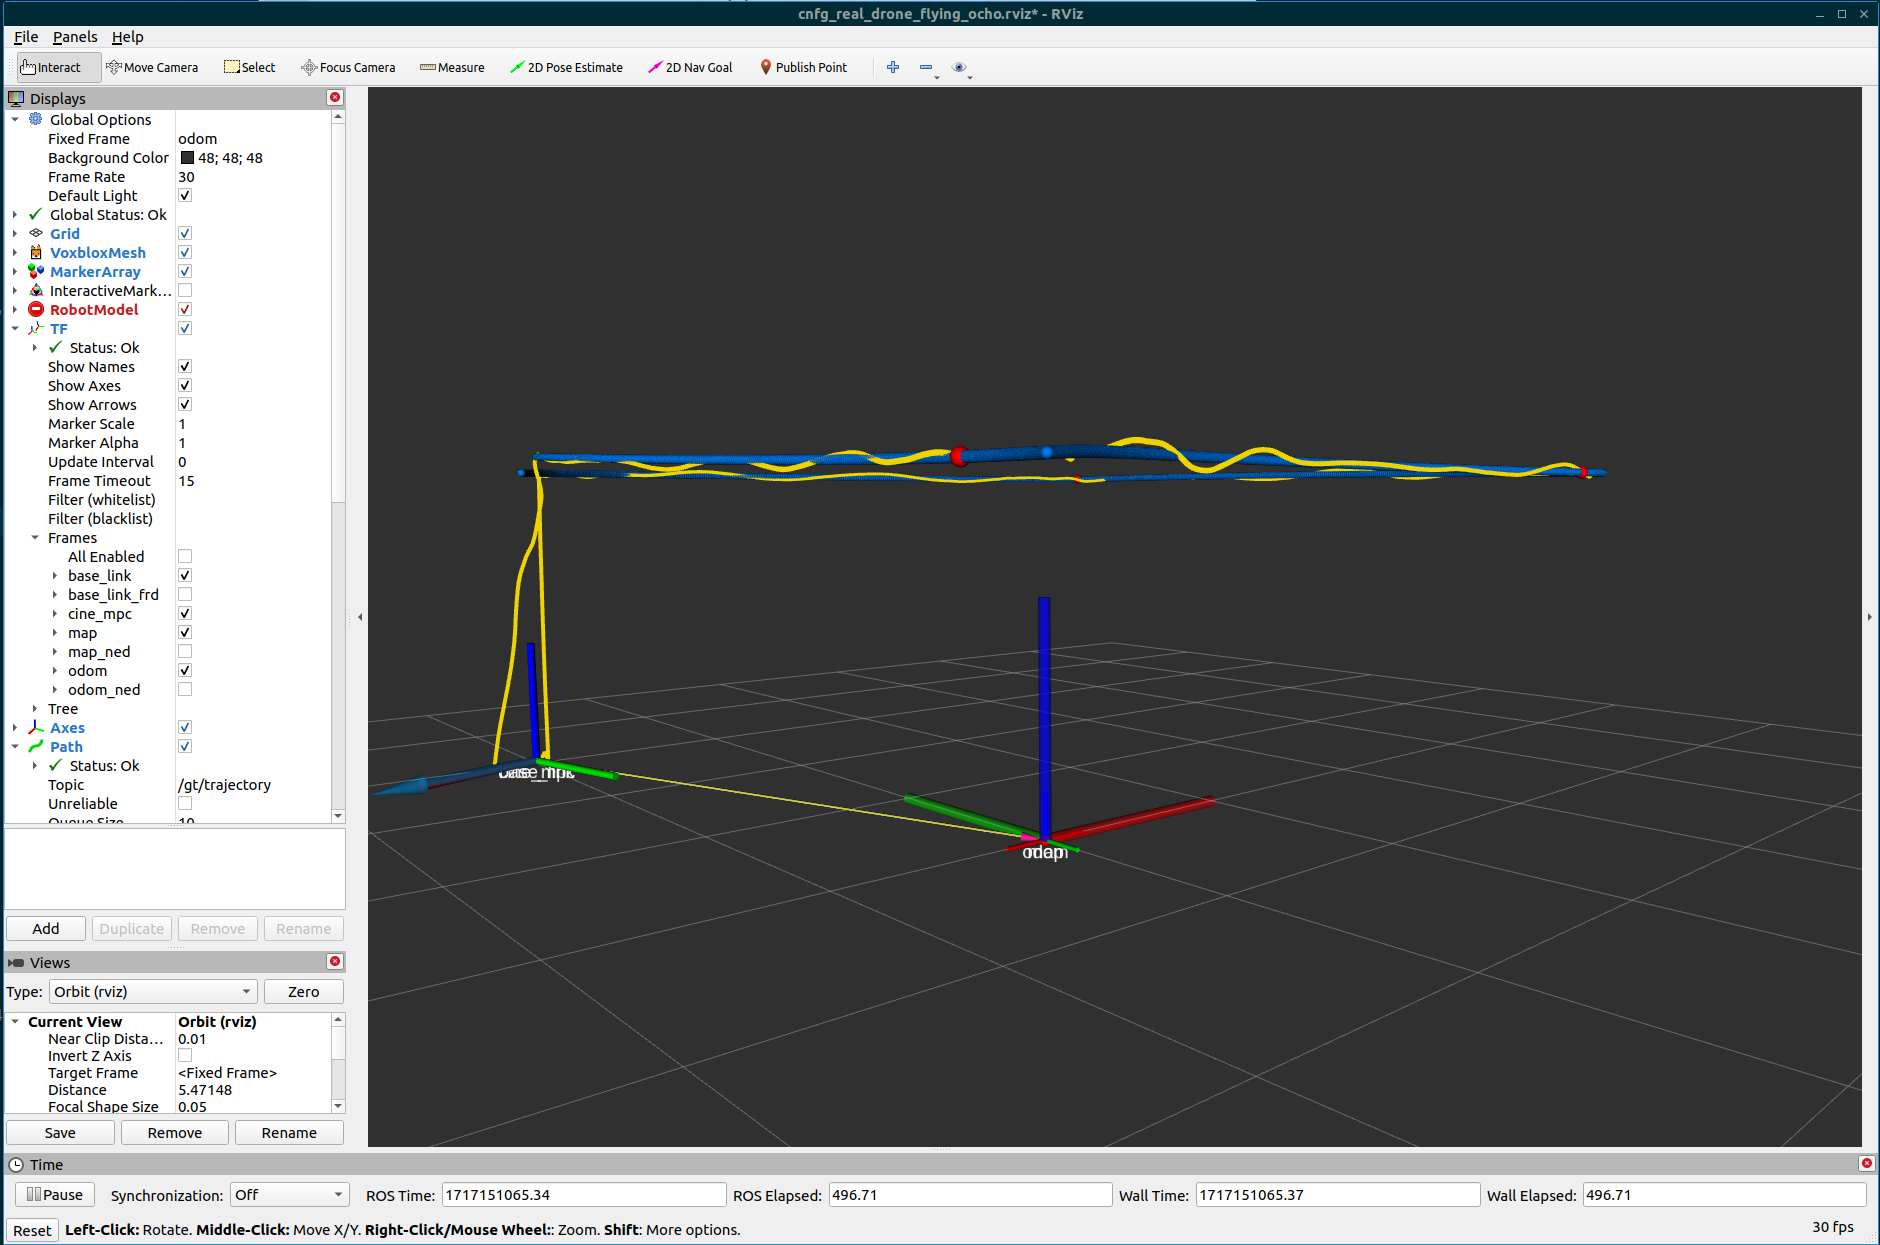 cnfg_real_drone_flying_ocho.rviz* - RViz
File Panels Help
Interact Move Camera Select Focus Camera Measure 2D Pose Estimate 2D Nav Goal Publish Point
Displays
Global Options
Fixed Frame odom
Background Color 48; 48; 48
Frame Rate 30
Default Light
Global Status: Ok
Grid
VoxbloxMesh
MarkerArray
InteractiveMark...
RobotModel
TF
Status: Ok
Show Names
Show Axes
Show Arrows
Marker Scale 1
Marker Alpha 1
Update Interval 0
Frame Timeout 15
Filter (whitelist)
Filter (blacklist)
Frames
All Enabled
base_link
base_link_frd
cine_mpc
map
map_ned
odom
odom_ned
Tree
Axes
Path
Status: Ok
Topic /gt/trajectory
Unreliable
Queue Size 10
Add Duplicate Remove Rename
Views
Type: Orbit (rviz) Zero
Current View Orbit (rviz)
Near Clip Dista... 0.01
Invert Z Axis
Target Frame <Fixed Frame>
Distance 5.47148
Focal Shape Size 0.05
Save Remove Rename
Time
Pause Synchronization: Off ROS Time: 1717151065.34 ROS Elapsed: 496.71 Wall Time: 1717151065.37 Wall Elapsed: 496.71
Reset Left-Click: Rotate. Middle-Click: Move X/Y. Right-Click/Mouse Wheel:: Zoom. Shift: More options. 30 fps